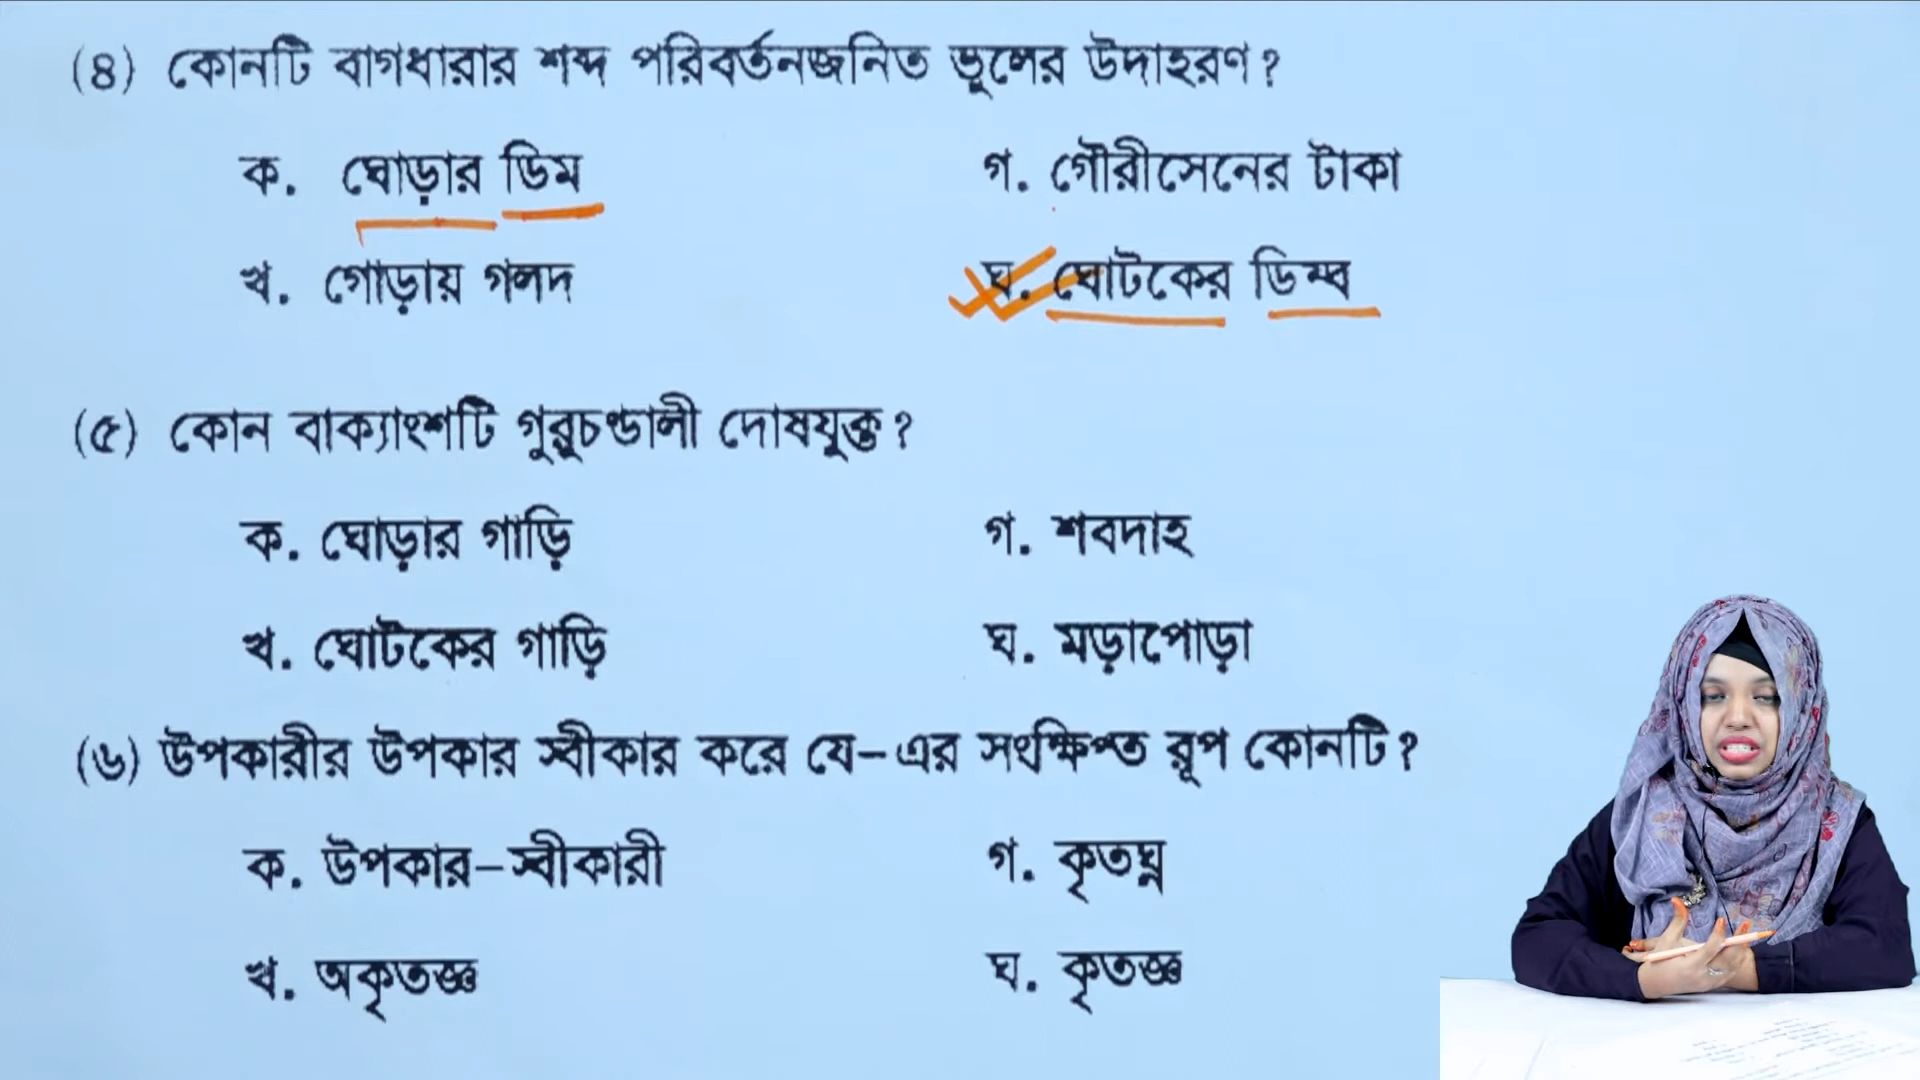 (৪) কোনটি বাগধারার শব্দ পরিবর্তনজনিত ভুলের উদাহরণ?
ক. ঘোড়ার ডিম
গ. গৌরীসেনের টাকা
খ. গোড়ায় গলদ
ঘ. ঘোটকের ডিম্ব
(৫) কোন বাক্যাংশটি গুরুচণ্ডালী দোষযুক্ত?
ক. ঘোড়ার গাড়ি
গ. শবদাহ
খ. ঘোটকের গাড়ি
ঘ. মড়াপোড়া
(৬) উপকারীর উপকার স্বীকার করে যে-এর সংক্ষিপ্ত রূপ কোনটি?
ক. উপকার-স্বীকারী
গ. কৃতঘ্ন
খ. অকৃতজ্ঞ
ঘ. কৃতজ্ঞ